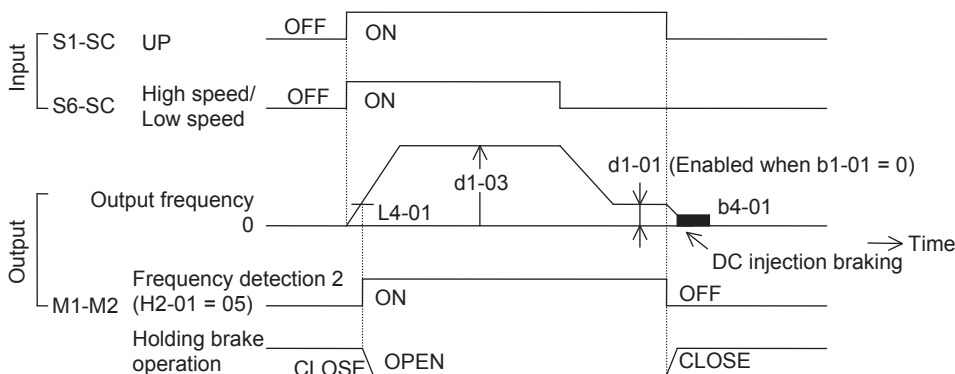 Input
S1-SC UP OFF ON
S6-SC High speed/
Low speed OFF ON
d1-01 (Enabled when b1-01 = 0)
d1-03
Output frequency
0
L4-01
b4-01
Time
DC injection braking
Output
M1-M2 Frequency detection 2
(H2-01 = 05)
ON
OFF
Holding brake
operation
CLOSE OPEN CLOSE